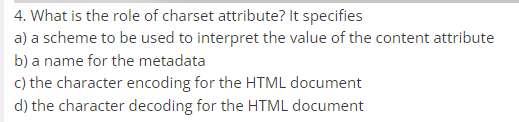 4. What is the role of charset attribute? It specifies
a) a scheme to be used to interpret the value of the content attribute
b) a name for the metadata
c) the character encoding for the HTML document
d) the character decoding for the HTML document